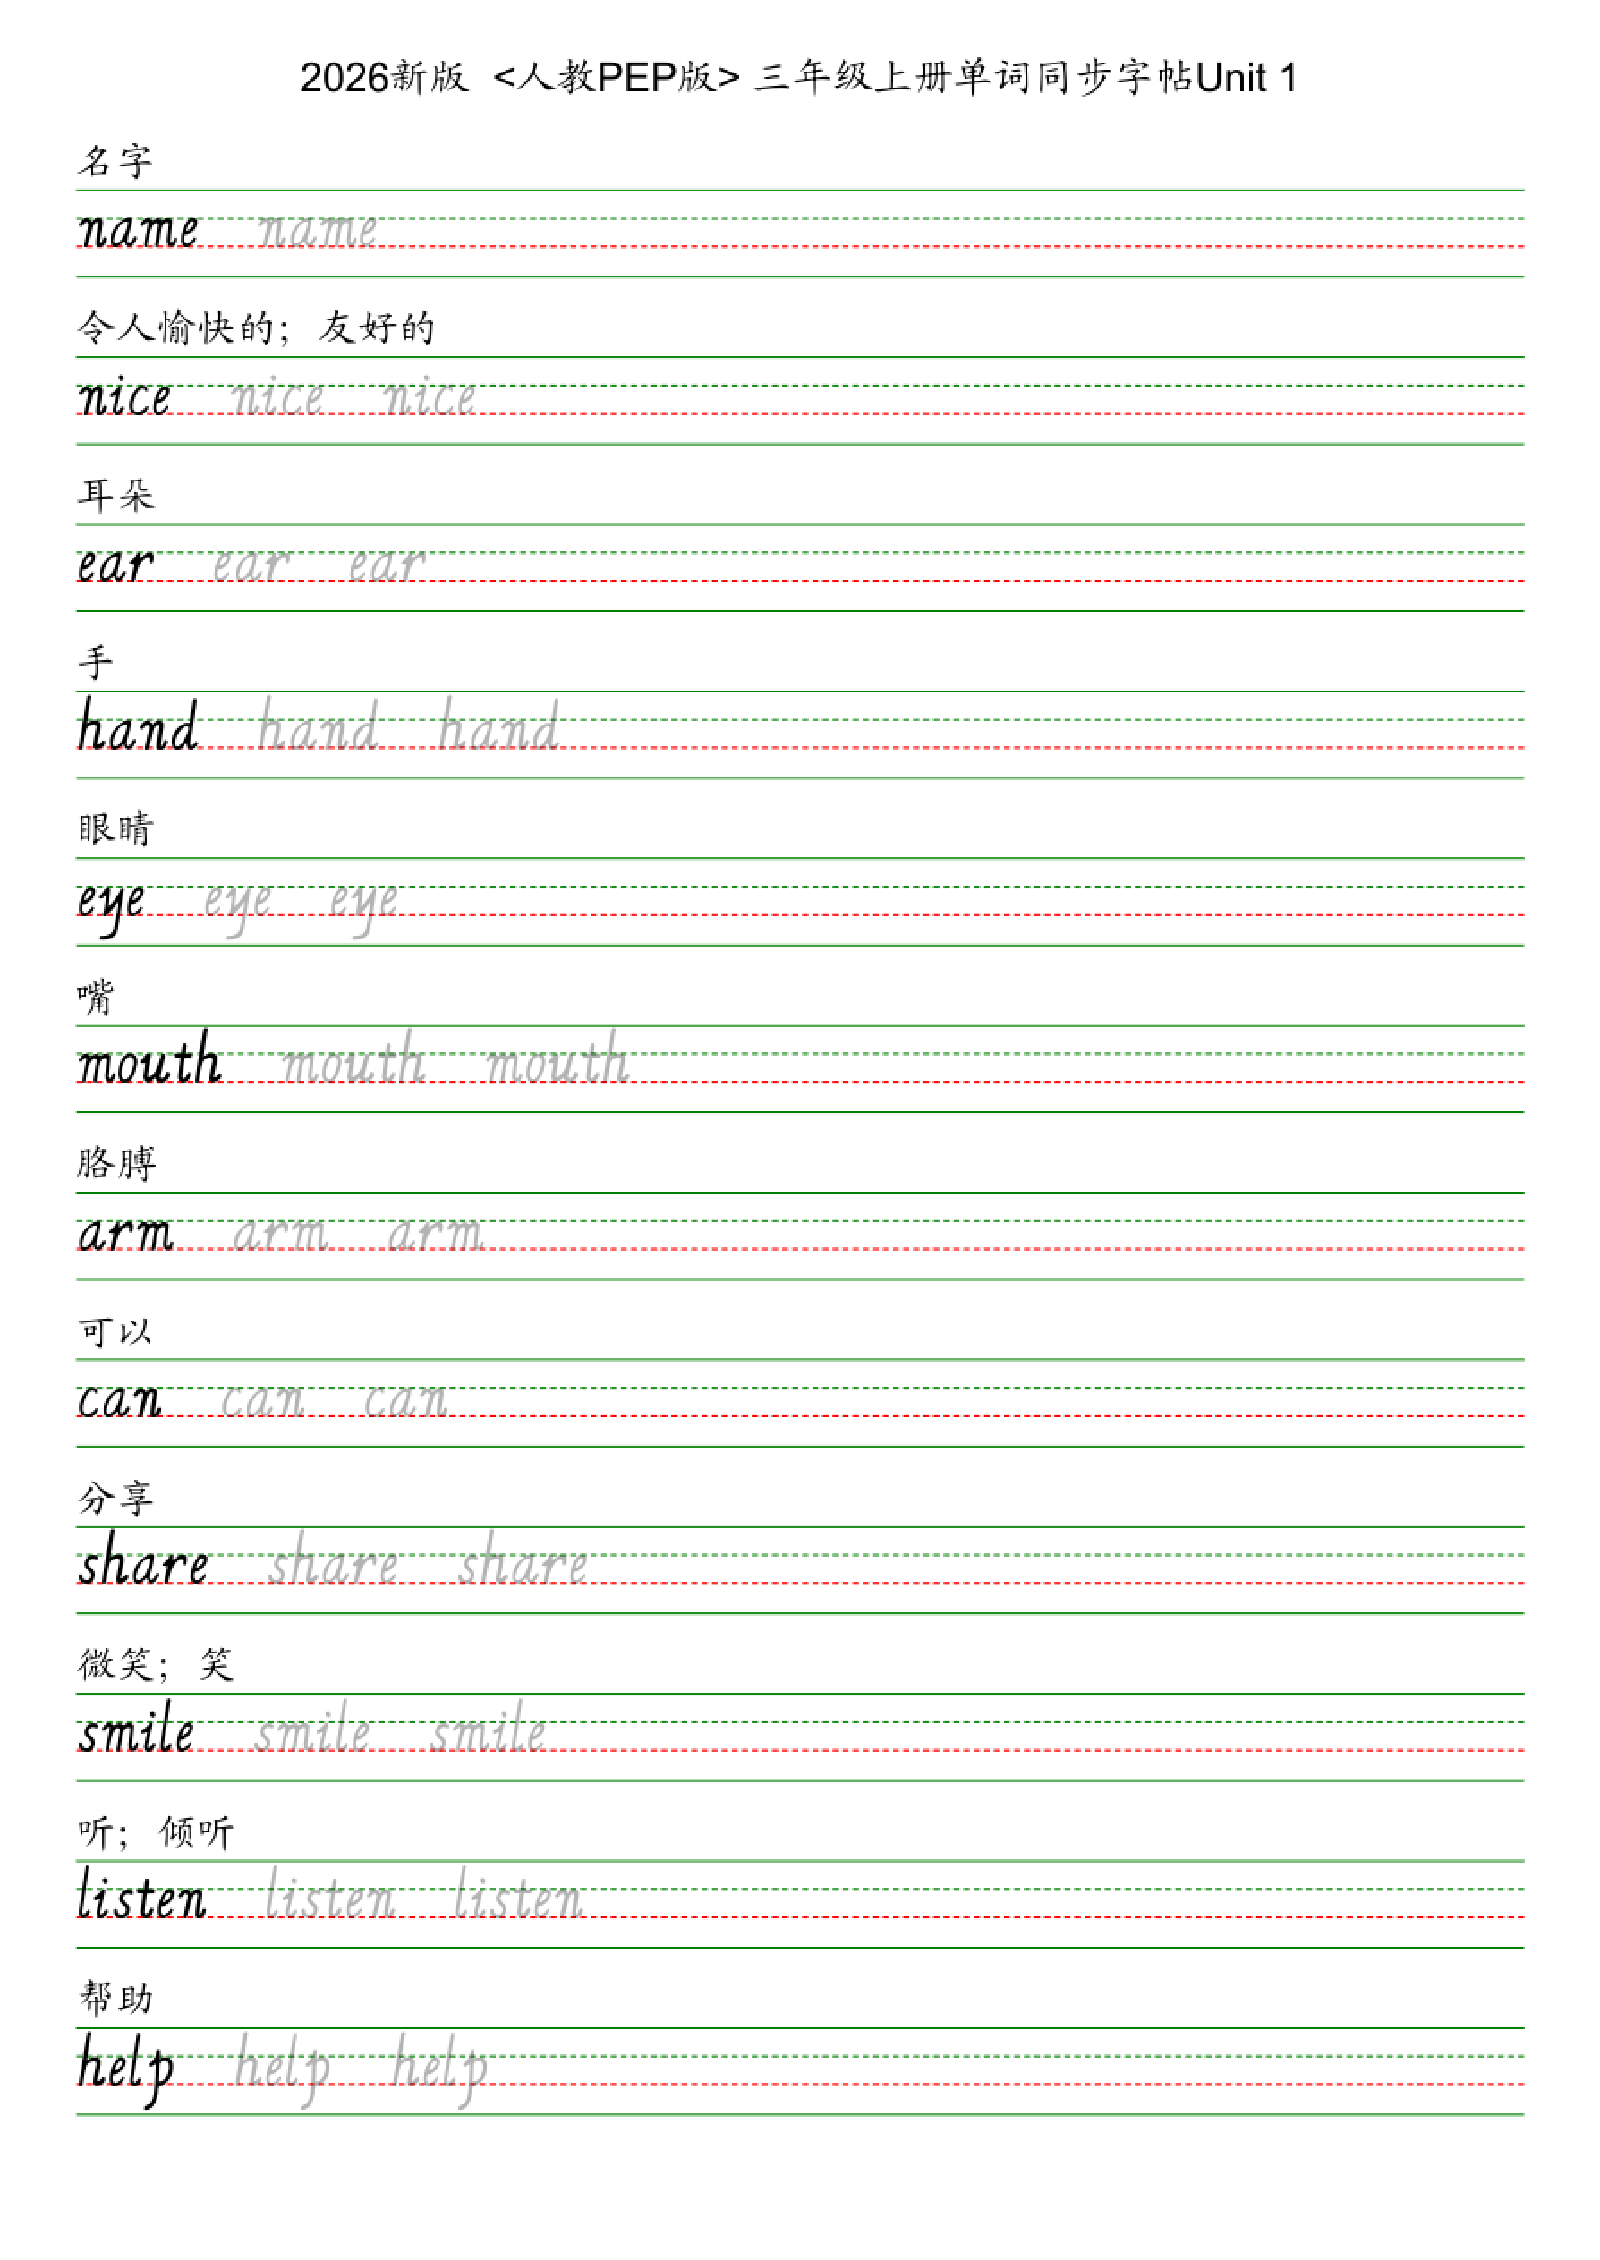 2026新版 <人教PEP版> 三年级上册单词同步字帖Unit 1
名字
name name
令人愉快的；友好的
nice nice nice
耳朵
ear ear ear
手
hand hand hand
眼睛
eye eye eye
嘴
mouth mouth mouth
胳膊
arm arm arm
可以
can can can
分享
share share share
微笑；笑
smile smile smile
听；倾听
listen listen listen
帮助
help help help